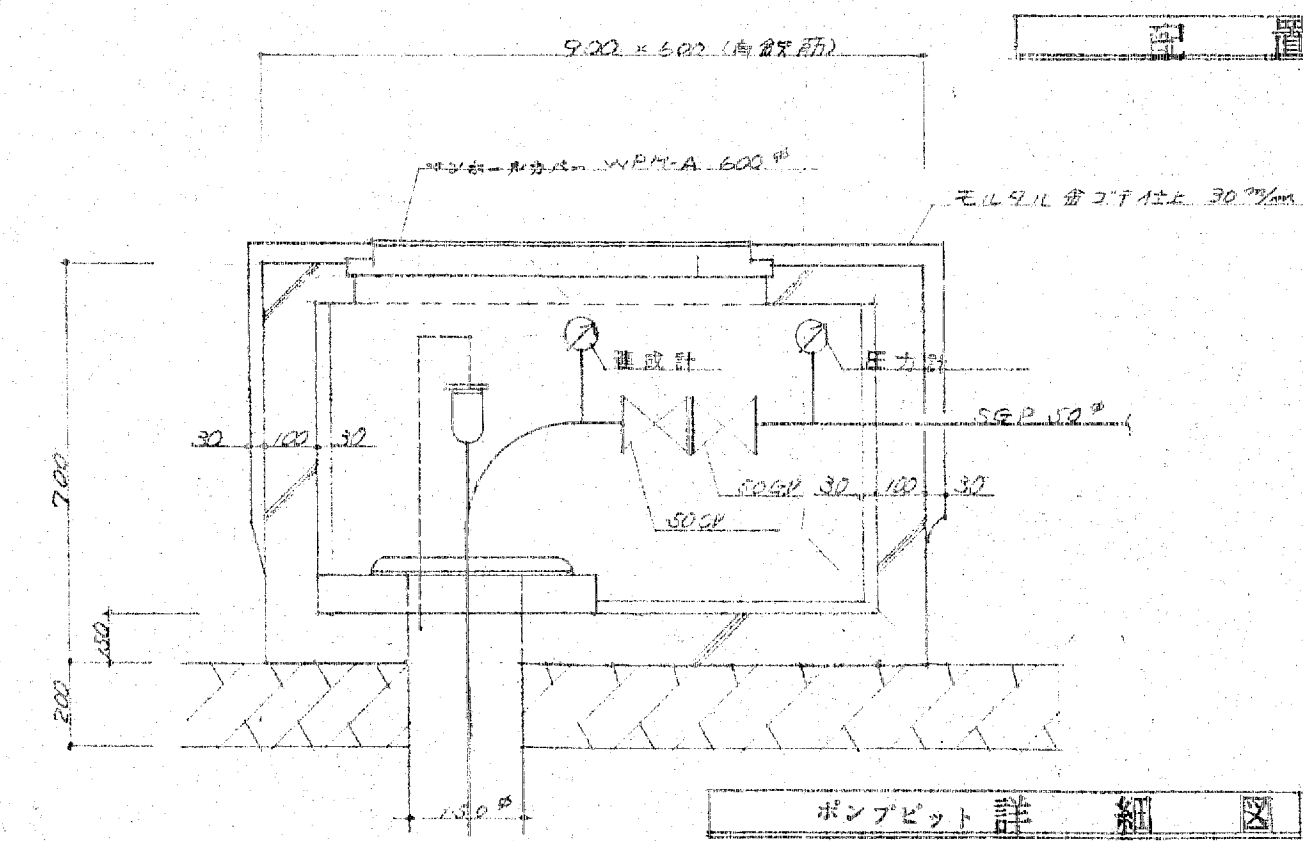 配 置
900 × 600 (有鉄筋)
マンホールカバー WPM-A 600φ
モルタル金ゴテ仕上 30 m/m
連成計
圧力計
SGP 50φ
30 100 30
50GV 30 100 30
50CV
700
150
200
150φ
ポンプピット 詳 細 図